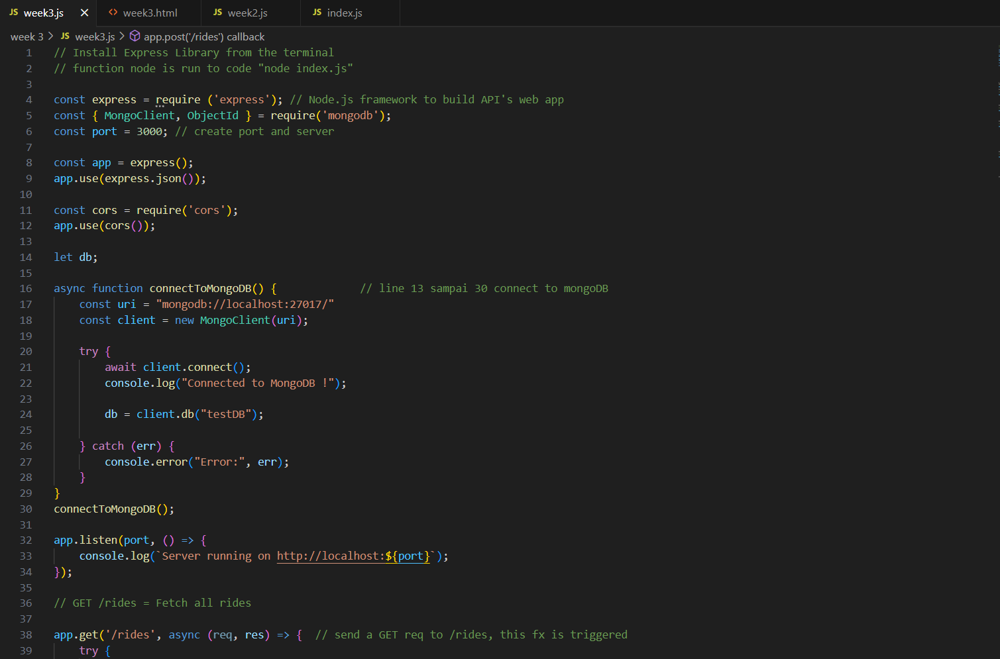 JS week3.js × <> week3.html JS week2.js JS index.js
week 3 > JS week3.js > app.post('/rides') callback
1 // Install Express Library from the terminal
2 // function node is run to code "node index.js"
3
4 const express = require ('express'); // Node.js framework to build API's web app
5 const { MongoClient, ObjectId } = require('mongodb');
6 const port = 3000; // create port and server
7
8 const app = express();
9 app.use(express.json());
10
11 const cors = require('cors');
12 app.use(cors());
13
14 let db;
15
16 async function connectToMongoDB() { // line 13 sampai 30 connect to mongoDB
17 const uri = "mongodb://localhost:27017/"
18 const client = new MongoClient(uri);
19
20 try {
21 await client.connect();
22 console.log("Connected to MongoDB !");
23
24 db = client.db("testDB");
25
26 } catch (err) {
27 console.error("Error:", err);
28 }
29 }
30 connectToMongoDB();
31
32 app.listen(port, () => {
33 console.log(`Server running on http://localhost:${port}`);
34 });
35
36 // GET /rides = Fetch all rides
37
38 app.get('/rides', async (req, res) => { // send a GET req to /rides, this fx is triggered
39 try {